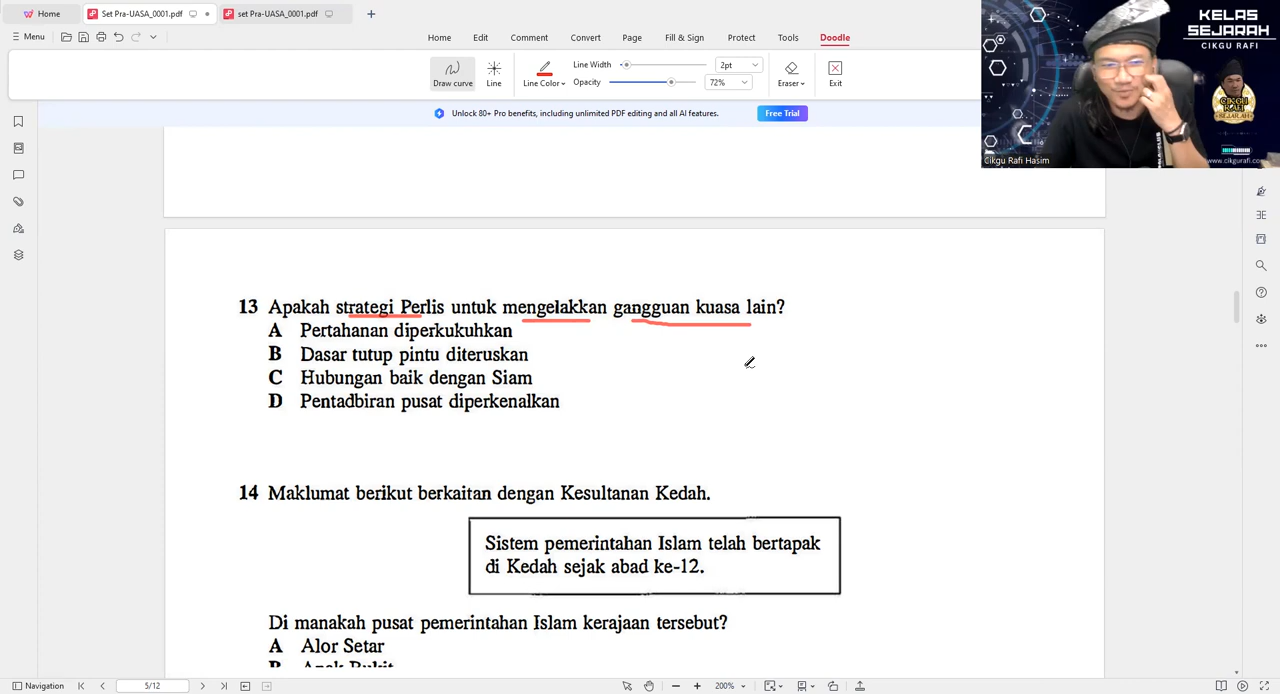 Home
Set Pra-UASA_0001.pdf
set Pra-UASA_0001.pdf
Menu
Home Edit Comment Convert Page Fill & Sign Protect Tools Doodle
Draw curve
Line
Line Color
Line Width
2pt
Opacity
72%
Eraser
Exit
Unlock 80+ Pro benefits, including unlimited PDF editing and all AI features.
Free Trial
KELAS
SEJARAH
CIKGU RAFI
CIKGU
RAFI
SEJARAH
Cikgu Rafi Hasim
13 Apakah strategi Perlis untuk mengelakkan gangguan kuasa lain?
A Pertahanan diperkukuhkan
B Dasar tutup pintu diteruskan
C Hubungan baik dengan Siam
D Pentadbiran pusat diperkenalkan
14 Maklumat berikut berkaitan dengan Kesultanan Kedah.
Sistem pemerintahan Islam telah bertapak
di Kedah sejak abad ke-12.
Di manakah pusat pemerintahan Islam kerajaan tersebut?
A Alor Setar
B Anak Bukit
Navigation
5/12
200%